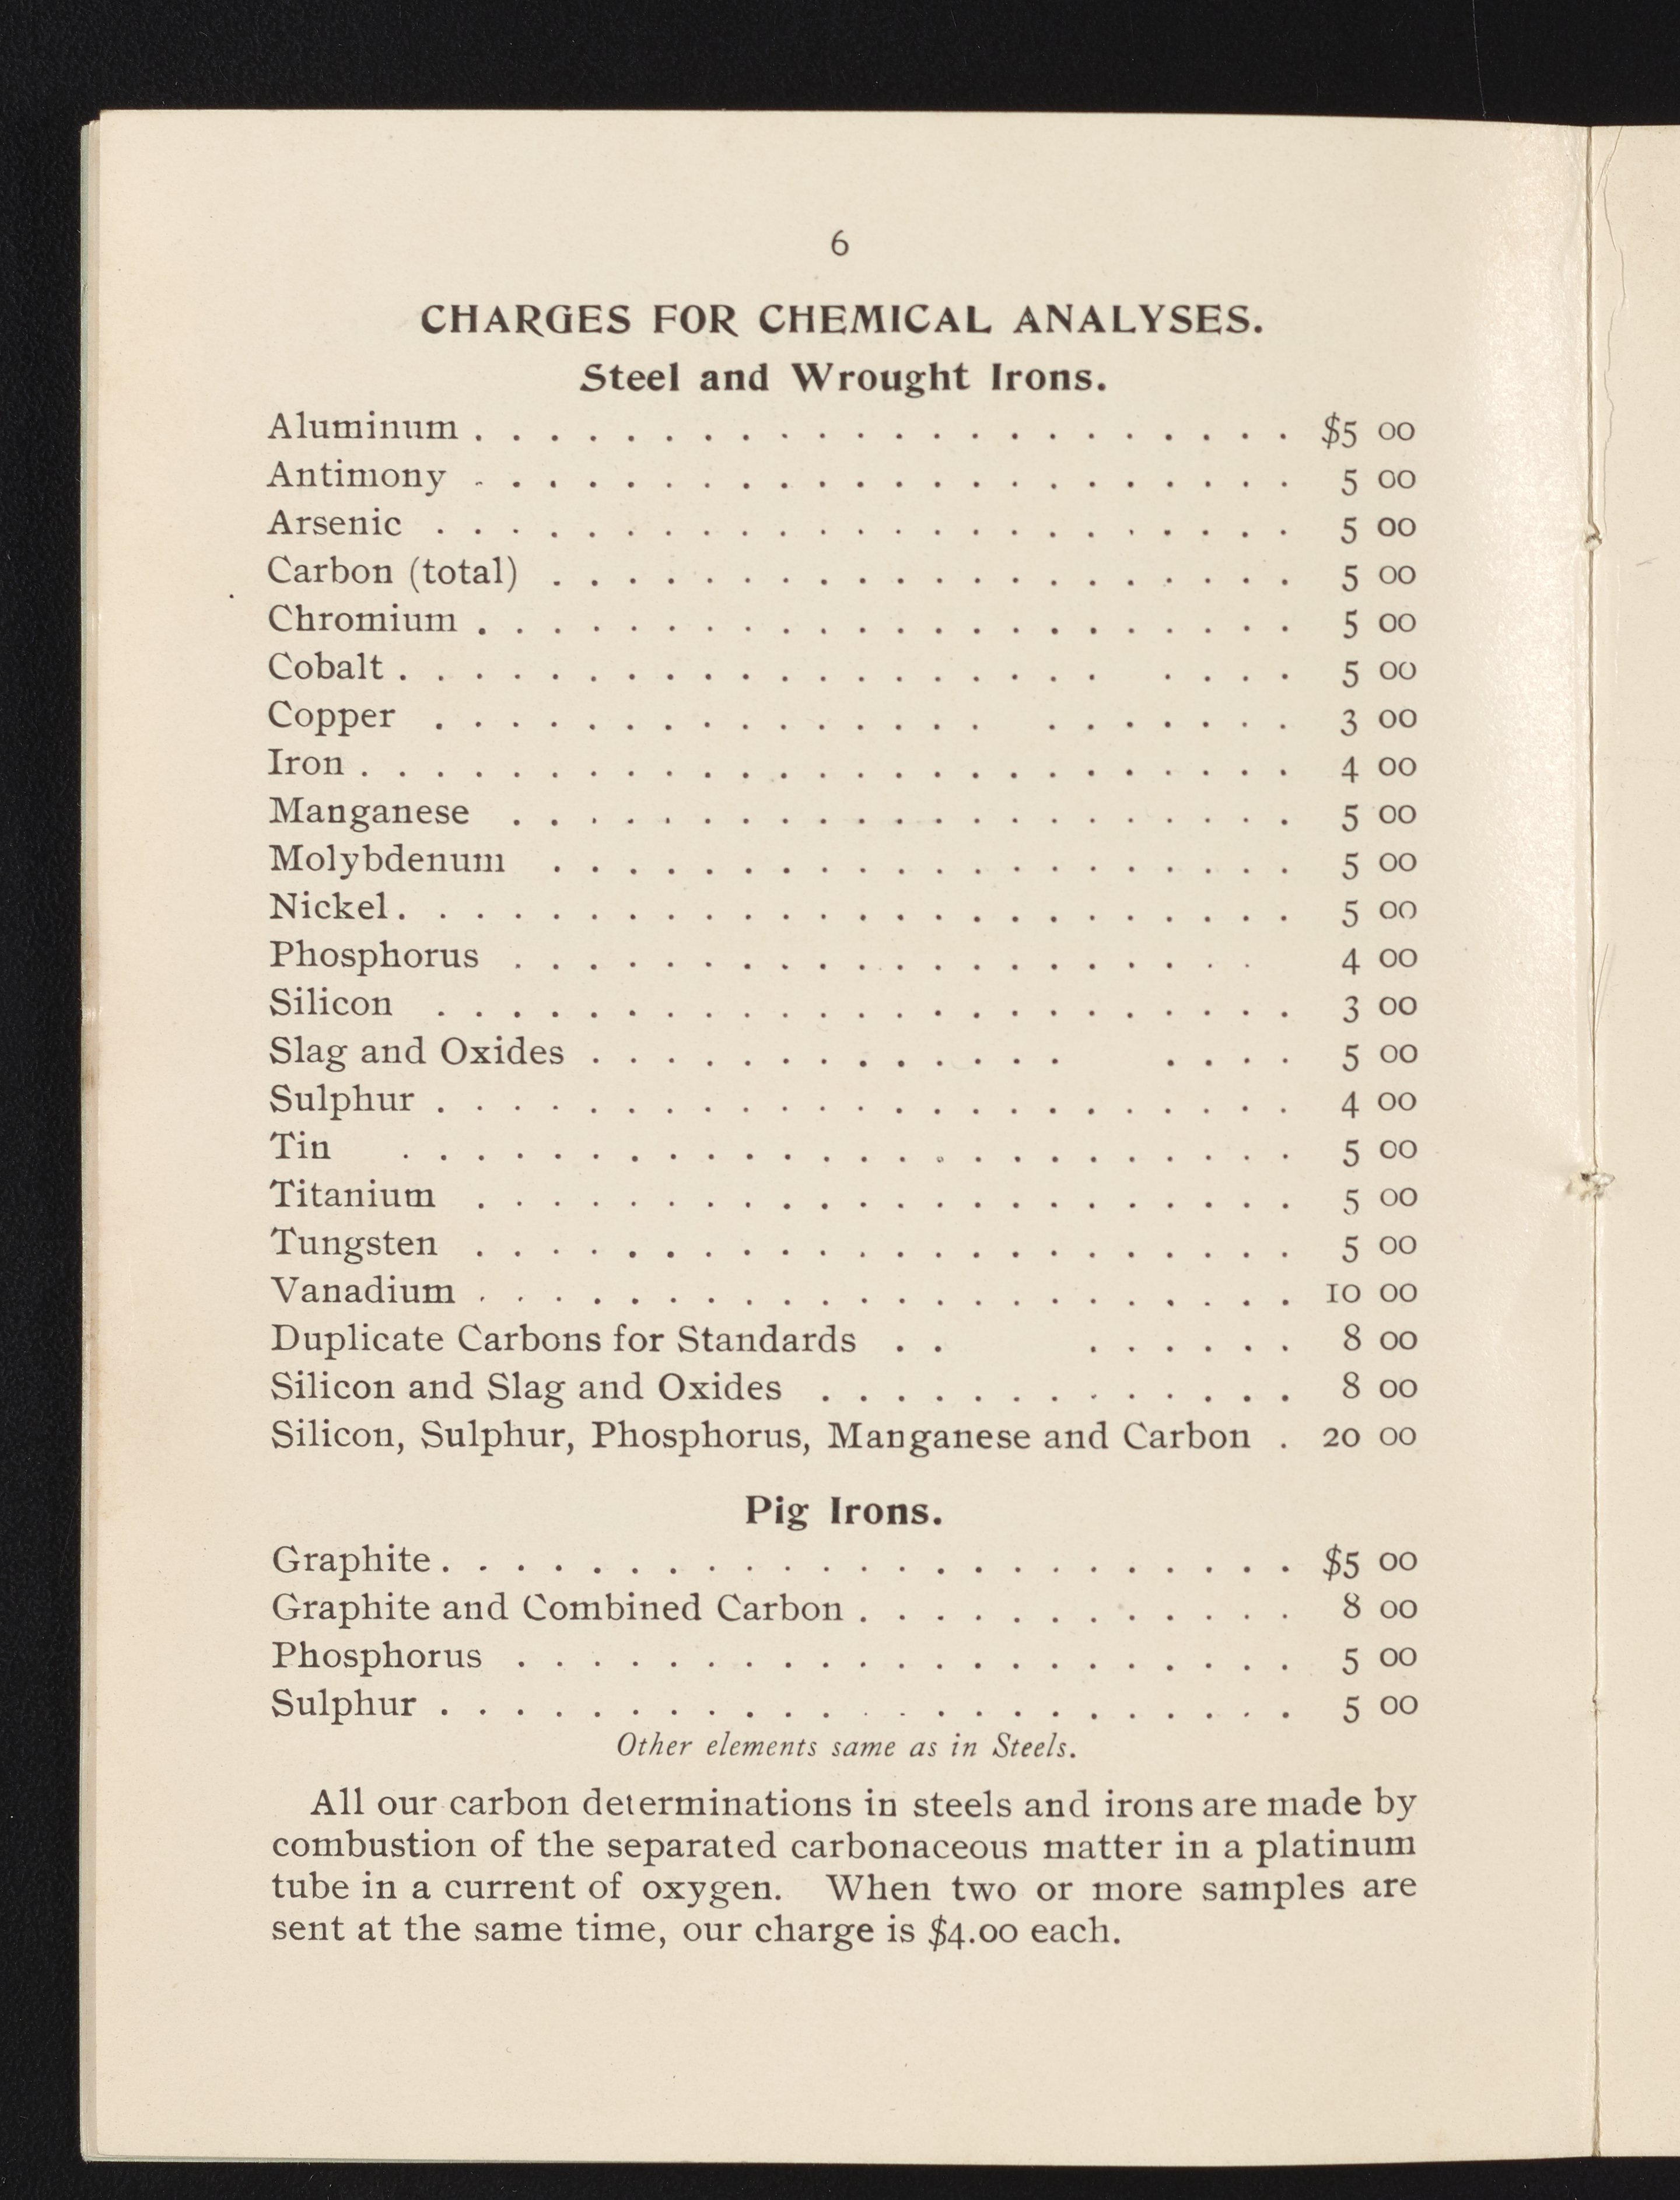 6
CHARGES FOR CHEMICAL ANALYSES.
Steel and Wrought Irons.
Aluminum . . . . . . . . . . . . . . . . . . . . . . $5 00
Antimony . . . . . . . . . . . . . . . . . . . . . . 5 00
Arsenic . . . . . . . . . . . . . . . . . . . . . . . 5 00
Carbon (total) . . . . . . . . . . . . . . . . . . . . 5 00
Chromium . . . . . . . . . . . . . . . . . . . . . . 5 00
Cobalt . . . . . . . . . . . . . . . . . . . . . . . 5 00
Copper . . . . . . . . . . . . . . . . . . . . . . 3 00
Iron . . . . . . . . . . . . . . . . . . . . . . . . . 4 00
Manganese . . . . . . . . . . . . . . . . . . . . . 5 00
Molybdenum . . . . . . . . . . . . . . . . . . . . 5 00
Nickel . . . . . . . . . . . . . . . . . . . . . . . . 5 00
Phosphorus . . . . . . . . . . . . . . . . . . . . 4 00
Silicon . . . . . . . . . . . . . . . . . . . . . . . 3 00
Slag and Oxides . . . . . . . . . . . . . . . . . 5 00
Sulphur . . . . . . . . . . . . . . . . . . . . . . . 4 00
Tin . . . . . . . . . . . . . . . . . . . . . . . . 5 00
Titanium . . . . . . . . . . . . . . . . . . . . . . 5 00
Tungsten . . . . . . . . . . . . . . . . . . . . . . 5 00
Vanadium . . . . . . . . . . . . . . . . . . . . . . 10 00
Duplicate Carbons for Standards . . . . . . . . 8 00
Silicon and Slag and Oxides . . . . . . . . . . . . . 8 00
Silicon, Sulphur, Phosphorus, Manganese and Carbon . 20 00
Pig Irons.
Graphite . . . . . . . . . . . . . . . . . . . . . . . $5 00
Graphite and Combined Carbon . . . . . . . . . . . . 8 00
Phosphorus . . . . . . . . . . . . . . . . . . . . . 5 00
Sulphur . . . . . . . . . . . . . . . . . . . . . . . 5 00
Other elements same as in Steels.
All our carbon determinations in steels and irons are made by
combustion of the separated carbonaceous matter in a platinum
tube in a current of oxygen. When two or more samples are
sent at the same time, our charge is $4.00 each.